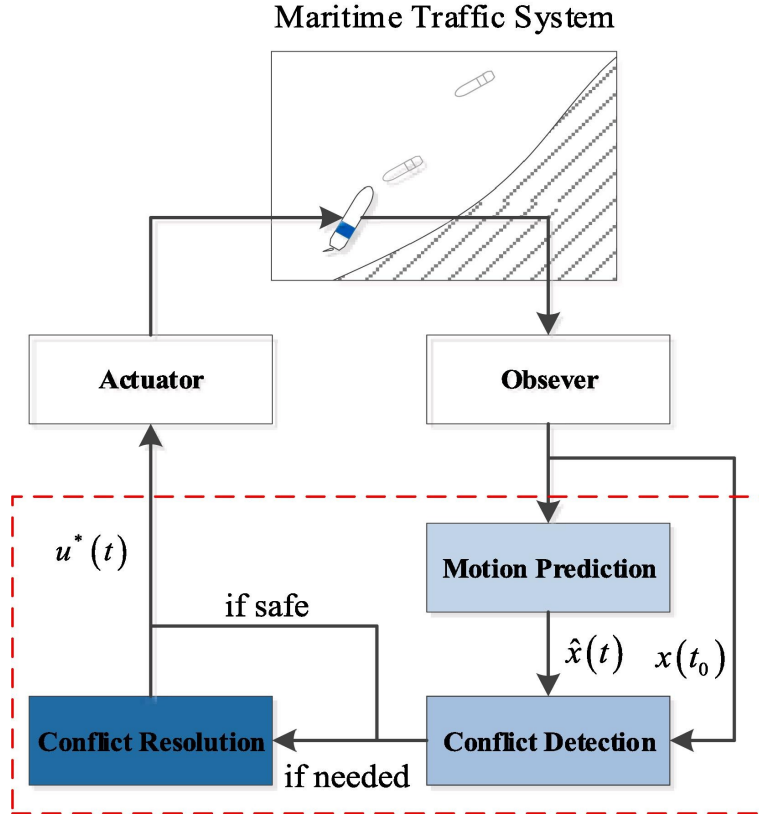 Maritime Traffic System
Actuator
Obsever
u*(t)
Motion Prediction
if safe
x̂(t)
x(t₀)
Conflict Resolution
Conflict Detection
if needed